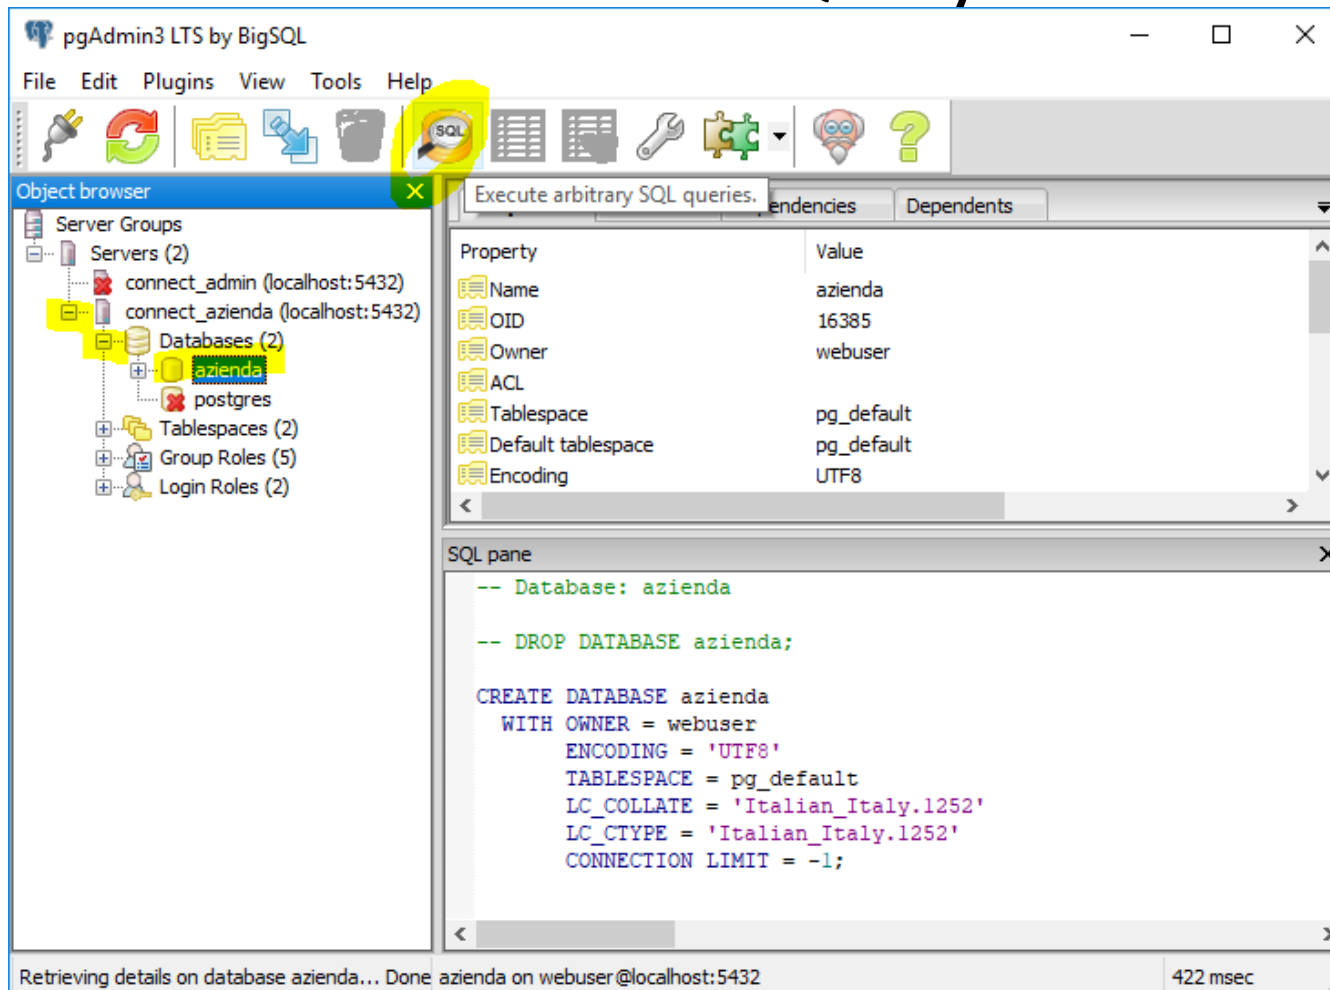 pgAdmin3 LTS by BigSQL
File Edit Plugins View Tools Help
SQL
Execute arbitrary SQL queries.
Object browser
Server Groups
Servers (2)
connect_admin (localhost:5432)
connect_azienda (localhost:5432)
Databases (2)
azienda
postgres
Tablespaces (2)
Group Roles (5)
Login Roles (2)
endencies Dependents
Property Value
Name azienda
OID 16385
Owner webuser
ACL
Tablespace pg_default
Default tablespace pg_default
Encoding UTF8
SQL pane
-- Database: azienda
-- DROP DATABASE azienda;
CREATE DATABASE azienda
WITH OWNER = webuser
ENCODING = 'UTF8'
TABLESPACE = pg_default
LC_COLLATE = 'Italian_Italy.1252'
LC_CTYPE = 'Italian_Italy.1252'
CONNECTION LIMIT = -1;
Retrieving details on database azienda... Done azienda on webuser@localhost:5432 422 msec